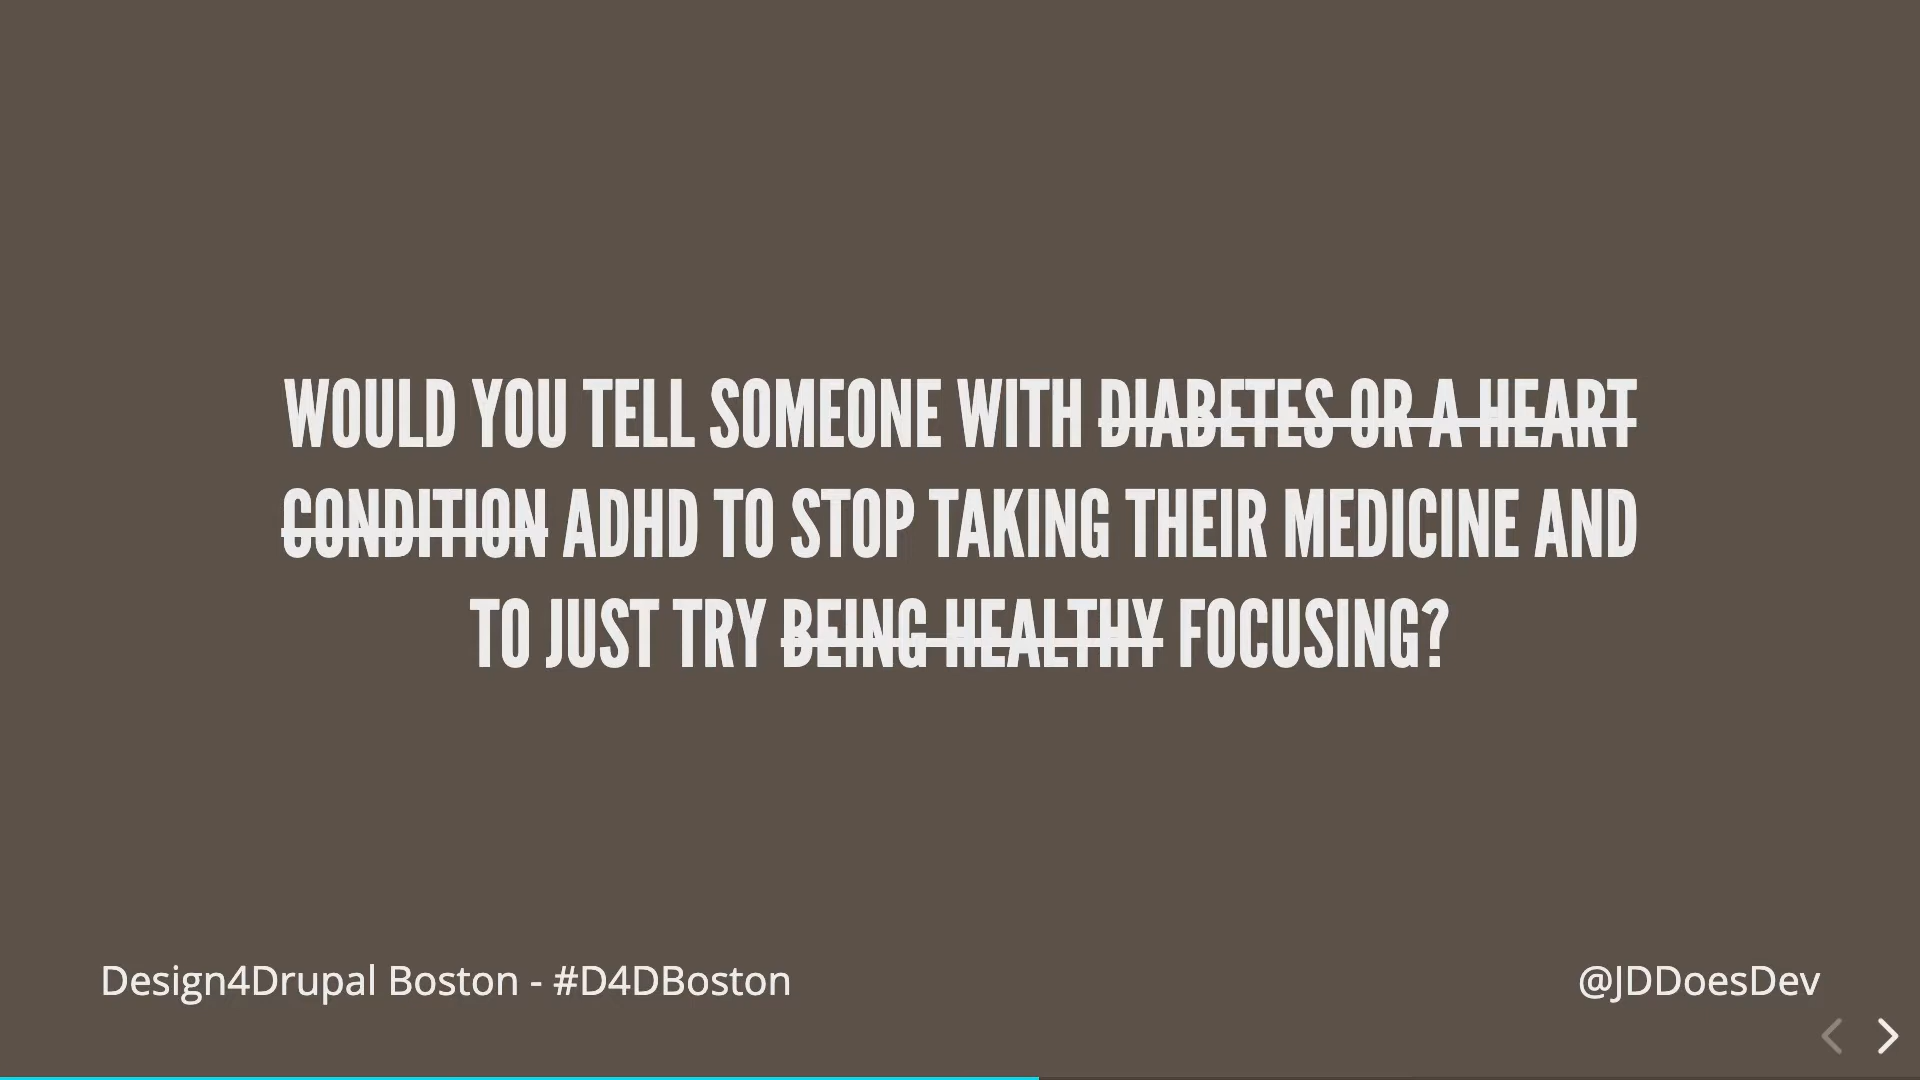 WOULD YOU TELL SOMEONE WITH DIABETES OR A HEART
CONDITION ADHD TO STOP TAKING THEIR MEDICINE AND
TO JUST TRY BEING HEALTHY FOCUSING?
Design4Drupal Boston - #D4DBoston
@JDDoesDev